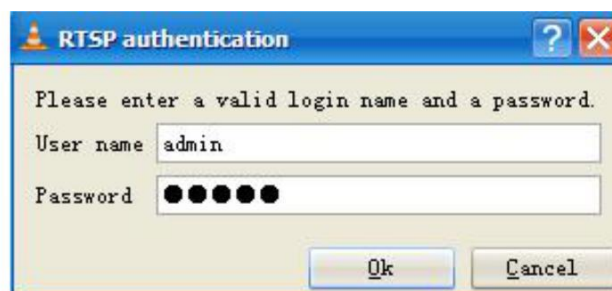 RTSP authentication
Please enter a valid login name and a password.
User name admin
Password ●●●●●
Ok Cancel